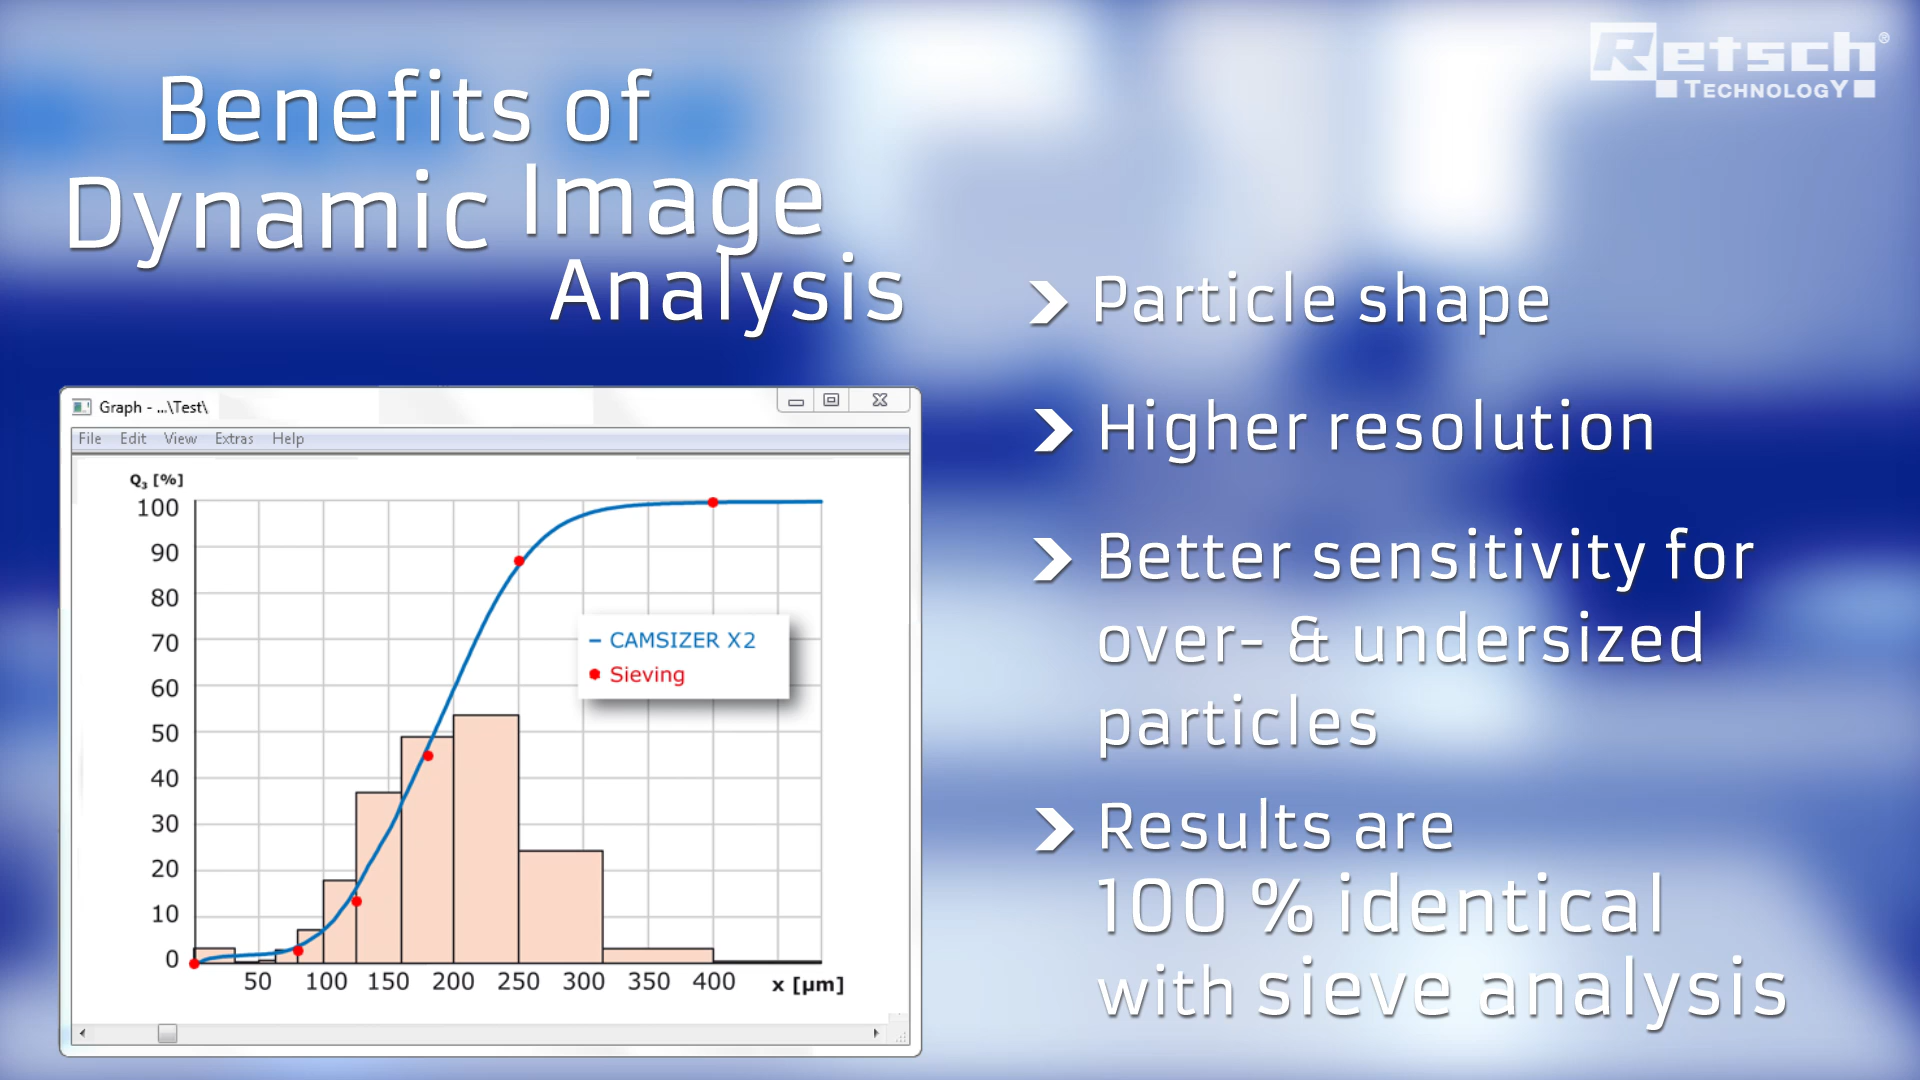 Retsch®
TECHNOLOGY
Benefits of
Dynamic Image
Analysis
Graph - ...\Test\
File Edit View Extras Help
Q₃ [%]
100
90
80
70
60
50
40
30
20
10
0
50 100 150 200 250 300 350 400 x [µm]
CAMSIZER X2
Sieving
Particle shape
Higher resolution
Better sensitivity for
over- & undersized
particles
Results are
100 % identical
with sieve analysis